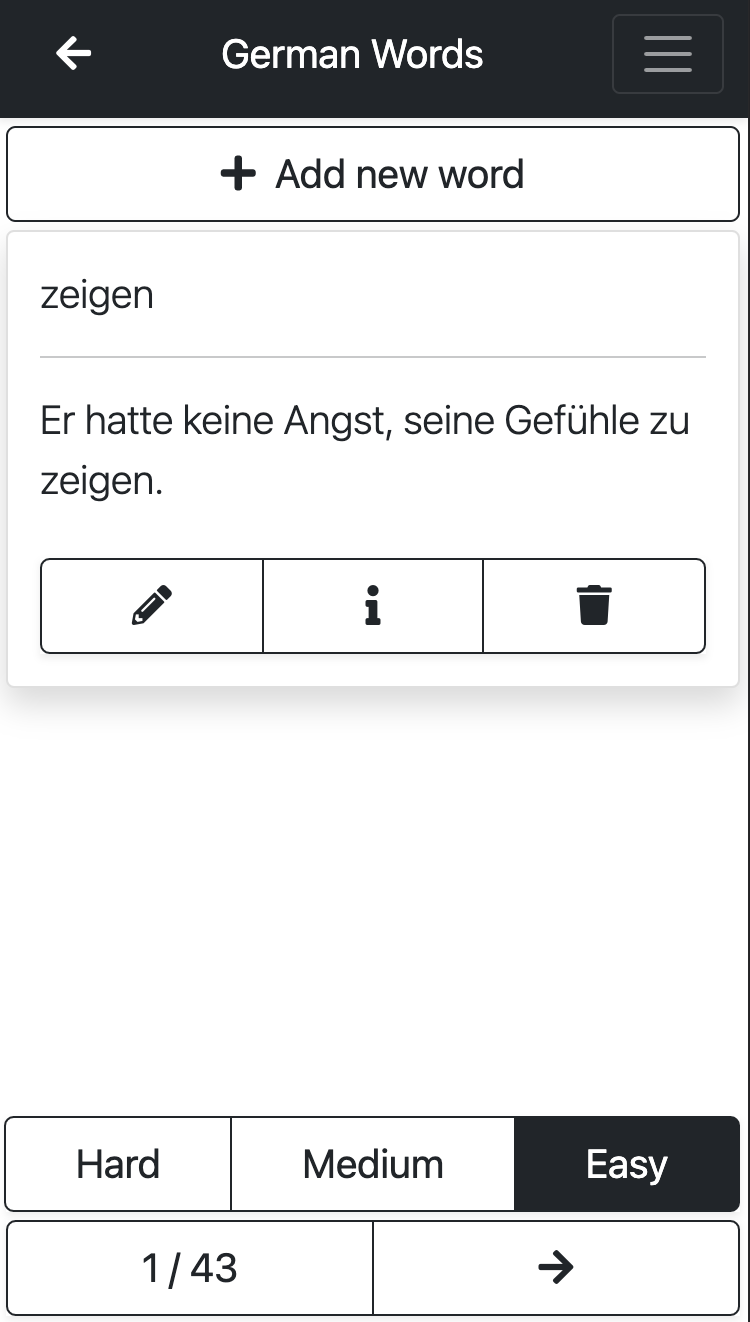 German Words
Add new word
zeigen
Er hatte keine Angst, seine Gefühle zu
zeigen.
Hard Medium Easy
1 / 43